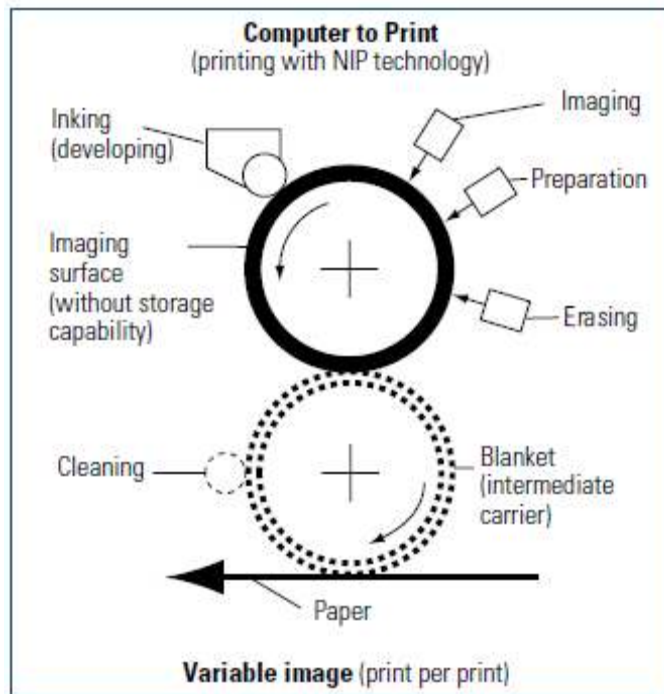 Computer to Print
(printing with NIP technology)
Imaging
Inking
(developing)
Preparation
Imaging
surface
(without storage
capability)
Erasing
Cleaning
Blanket
(intermediate
carrier)
Paper
Variable image (print per print)